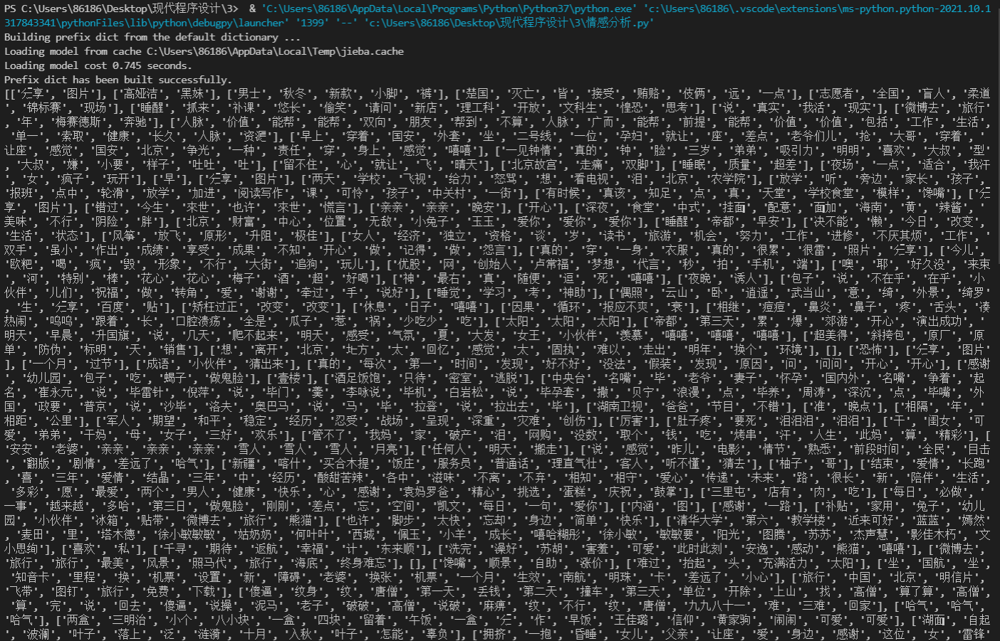 PS C:\Users\86186\Desktop\现代程序设计\3>  & 'C:\Users\86186\AppData\Local\Programs\Python\Python37\python.exe' 'c:\Users\86186\.vscode\extensions\ms-python.python-2021.10.1
317843341\pythonFiles\lib\python\debugpy\launcher' '1399' '--' 'c:\Users\86186\Desktop\现代程序设计\3\情感分析.py'
Building prefix dict from the default dictionary ...
Loading model from cache C:\Users\86186\AppData\Local\Temp\jieba.cache
Loading model cost 0.745 seconds.
Prefix dict has been built successfully.
[['分享', '图片'], ['高娅洁', '黑妹'], ['男士', '秋冬', '新款', '小脚', '裤'], ['楚国', '灭亡', '皆', '接受', '贿赂', '伎俩', '远', '一点'], ['志愿者', '全国', '盲人', '柔道
', '锦标赛', '现场'], ['睡醒', '抓来', '补课', '悠长', '偷笑', '请问', '新店', '理工科', '开放', '文科生', '惶恐', '思考'], ['说', '真实', '我活', '现实'], ['微博去', '旅行',
'年', '梅赛德斯', '奔驰'], ['人脉', '价值', '能帮', '能帮', '双向', '朋友', '帮到', '不算', '人脉', '广而', '能帮', '前提', '能帮', '价值', '价值', '包括', '工作', '生活',
'单一', '索取', '健康', '长久', '人脉', '资源'], ['早上', '穿着', '国安', '外套', '坐', '二号线', '一位', '孕妇', '就让', '座', '差点', '老爷们儿', '抢', '大哥', '穿着', '
让座', '感觉', '国安', '北京', '争光', '一种', '责任', '穿', '身上', '感觉', '嘻嘻'], ['一见钟情', '真的', '钟', '脸', '三岁', '弟弟', '吸引力', '明明', '喜欢', '大叔', '型
', '大叔', '嫌', '小要', '样子', '吐吐', '吐'], ['留不住', '心', '就让', '飞', '晴天'], ['北京故宫', '走痛', '双脚'], ['睡眠', '质量', '超差'], ['夜场', '一点', '适合', '我汗
', '女', '疯子', '玩开'], ['早'], ['分享', '图片'], ['两天', '学校', '飞视', '给力', '怒骂', '想', '看电视', '泪', '北京', '农学院'], ['放学', '听', '旁边', '家长', '孩子', '
报班', '点中', '轮滑', '放学', '加进', '阅读写作', '课', '可怜', '孩子', '中关村', '一街'], ['有时候', '真该', '知足', '点', '真', '天堂', '学校食堂', '模样', '馋嘴'], ['分
享', '图片'], ['错过', '今生', '來世', '也许', '來世', '慌言'], ['亲亲', '亲亲', '晚安'], ['开心'], ['深夜', '食堂', '中式', '挂面', '配意', '面加', '海南', '黄', '辣酱', '
美味', '不行', '阴险', '胖'], ['北京', '财富', '中心', '位置', '无敌', '小兔子', '玉玉', '爱你', '爱你', '爱你'], ['睡醒', '帝都', '早安'], ['决不能', '懒', '今日', '改变',
'生活', '状态'], ['风筝', '放飞', '原形', '升阻', '极佳'], ['女人', '经济', '独立', '资格', '谈', '岁', '读书', '旅游', '机会', '努力', '工作', '进修', '不厌其烦', '工作', '
双手', '虽小', '作出', '成绩', '享受', '成果', '不知', '开心', '做', '记得', '做', '怨言'], ['真的', '穿', '一身', '衣服', '真的', '很累', '很雷', '照片', '分享'], ['今儿',
'欧粑', '喝', '疯', '毁', '形象', '不行', '大街', '追狗', '玩儿'], ['优股', '网', '创始人', '卢常福', '梦想', '代言', '秒', '拍', '手机', '端'], ['噢', '耶', '好久没', '来束
', '河', '特别', '棒', '花心', '花心', '梅子', '酒', '超', '好喝'], ['神', '最右', '真', '随便', '逗', '死', '嘻嘻'], ['夜晚', '诱人'], ['包子', '说', '不在乎', '在乎', '小
伙伴', '儿们', '祝福', '做', '转角', '爱', '谢谢', '牵过', '手', '说好'], ['睡觉', '学习', '考', '神助'], ['偶照', '云山', '卧', '逍遥', '武当山', '意', '绮', '外景', '绮罗
', '生', '分享', '百度', '贴'], ['矫枉过正', '改变', '改变'], ['休息', '日子', '嘻嘻'], ['因果', '循环', '报应不爽', '衰'], ['相继', '痘痘', '鼻炎', '鼻子', '疼', '舌头', '凑
热闹', '呜呜', '跟着', '长', '口腔溃疡', '全是', '瓜子', '惹', '祸', '少吃少', '吃'], ['太阳', '太阳', '太阳'], ['帝都', '第三天', '累', '爆', '郊游', '开心', '演出成功', '
明天', '早晨', '升国旗', '说', '几天', '爬不起来', '明天', '感受', '气氛', '夏', '大发', '女王', '小伙伴', '羡慕', '嘻嘻', '嘻嘻', '嘻嘻'], ['超美得', '斜挎包', '原厂', '原
单', '防伪', '标明', '天', '销售'], ['想', '离开', '北京', '地方', '太', '回忆', '感觉', '太', '固执', '难以', '走出', '明年', '换个', '环境'], [], ['恐怖'], ['分享', '图片'
], ['一个月', '过节'], ['成语', '小伙伴', '猜出来'], ['真的', '每次', '第一', '时间', '发现', '好不好', '没法', '假装', '发现', '原因', '问', '问问', '开心', '开心'], ['感谢
', '幼儿园', '包子', '吃', '蝎子', '做鬼脸'], ['壹楼'], ['酒足饭饱', '只待', '密室', '逃脱'], ['中央台', '名嘴', '毕', '老爷', '妻子', '怀孕', '国内外', '名嘴', '争着', '起
名', '崔永元', '说', '毕雷针', '倪萍', '说', '毕门', '羹', '李咏说', '毕机', '白岩松', '说', '毕孕套', '撒', '贝宁', '浪漫', '点', '毕养', '周涛', '深沉', '点', '毕嘴', '外
国', '政要', '普京', '说', '沙毕', '洛夫', '奥巴马', '说', '马', '毕', '拉登', '说', '拉出去', '毕'], ['湖南卫视', '爸爸', '节目', '不错'], ['准', '晚点'], ['相隔', '年', '
相距', '公里'], ['军人', '期望', '和平', '稳定', '经历', '忍受', '战场', '呈现', '深重', '灾难', '创伤'], ['厉害'], ['肚子疼', '要死', '泪泪泪', '泪泪'], ['干', '闺女', '可
爱', '弟弟', '干妈', '母', '女子', '三好', '欢乐'], ['管不了', '我妈', '家', '破产', '泪', '网购', '没数', '取个', '钱', '吃', '烤串', '汗', '人生', '此妈', '算', '精彩'], [
'安安', '老婆', '亲亲', '亲亲', '亲亲', '雪人', '雪人', '雪人', '月亮'], ['任何人', '明天', '搬走'], ['说', '感觉', '昨儿', '电影', '情节', '熟悉', '前段时间', '全民', '目击
', '翻版', '剧情', '差远了', '哈气'], ['新疆', '喀什', '买合木提', '饭庄', '服务员', '普通话', '理直气壮', '客人', '听不懂', '猜去'], ['柚子', '哥'], ['结束', '爱情', '长跑
', '喜', '三年', '爱情', '结晶', '三年', '中', '经历', '酸甜苦辣', '各中', '滋味', '不离', '不弃', '相知', '相守', '爱心', '传递', '未来', '路', '很长', '新', '陪伴', '生活'
, '多彩', '愿', '最爱', '两个', '男人', '健康', '快乐', '心', '感谢', '袁妈罗爸', '精心', '挑选', '蛋糕', '庆祝', '鼓掌'], ['三里屯', '店有', '肉', '吃'], ['每日', '必做', '
一事', '越来越', '多哈', '第三日', '做鬼脸', '刚刚', '差点', '忘', '空间', '凯文', '每日', '一句', '爱你'], ['内涵', '图'], ['感谢', '一路'], ['补贴', '家用', '兔子', '幼儿
园', '小伙伴', '冰箱', '贴带', '微博去', '旅行', '熊猫'], ['也许', '脚步', '太快', '忘却', '身边', '简单', '快乐'], ['清华大学', '第六', '教学楼', '近来可好', '蓝蓝', '嫣然
', '麦田', '里', '塔木德', '徐小敏敏敏', '姑奶奶', '何叶叶', '西城', '佩玉', '小羊', '成长', '嘻哈糊彤', '徐小敏', '敏敏要', '阳光', '图腾', '苏苏', '杰声慧', '影佳木朽', '文
小思绚'], ['喜欢', '私'], ['千寻', '期待', '返航', '幸福', '计', '东来顺'], ['洗完', '澡好', '苏胡', '害羞', '可爱', '此时此刻', '安逸', '感动', '熊猫', '嘻嘻'], ['微博去',
'旅行', '旅行', '最美', '风景', '照马代', '旅行', '海底', '终身难忘'], [], ['馋嘴', '顺景', '自助', '涨价'], ['难过', '抬起', '头', '充满活力', '太阳'], ['坐', '国航', '坐',
'知音卡', '里程', '换', '机票', '设置', '新', '障碍', '老婆', '换张', '机票', '一个月', '生效', '南航', '明珠', '卡', '差远了', '小心'], ['旅行', '中国', '北京', '明信片', '
飞带', '图钉', '旅行', '免费', '下载'], ['傻逼', '纹身', '纹', '唐僧', '第一天', '丢钱', '第二天', '撞车', '第三天', '单位', '开除', '上山', '找', '高僧', '算了算', '高僧',
'算', '完', '说', '回去', '傻逼', '说操', '泥马', '老子', '破破', '高僧', '说破', '麻痹', '纹', '不行', '纹', '唐僧', '九九八十一', '难', '三难', '回家'], ['哈气', '哈气', '
哈气'], ['两盒', '三明治', '小个', '八小块', '一盒', '四块', '留着', '午饭', '一盒', '分', '作', '早饭', '王佳璐', '信仰', '黄家驹', '闹闹', '可爱', '可爱'], ['湖面', '自起
', '波澜', '叶子', '落上', '泛', '涟漪', '十月', '入秋', '叶子', '怎能', '辜负'], ['拥挤', '一抱', '昏睡', '女儿', '父亲', '让座', '爱', '身边', '感谢', '这位', '女', '雷锋'